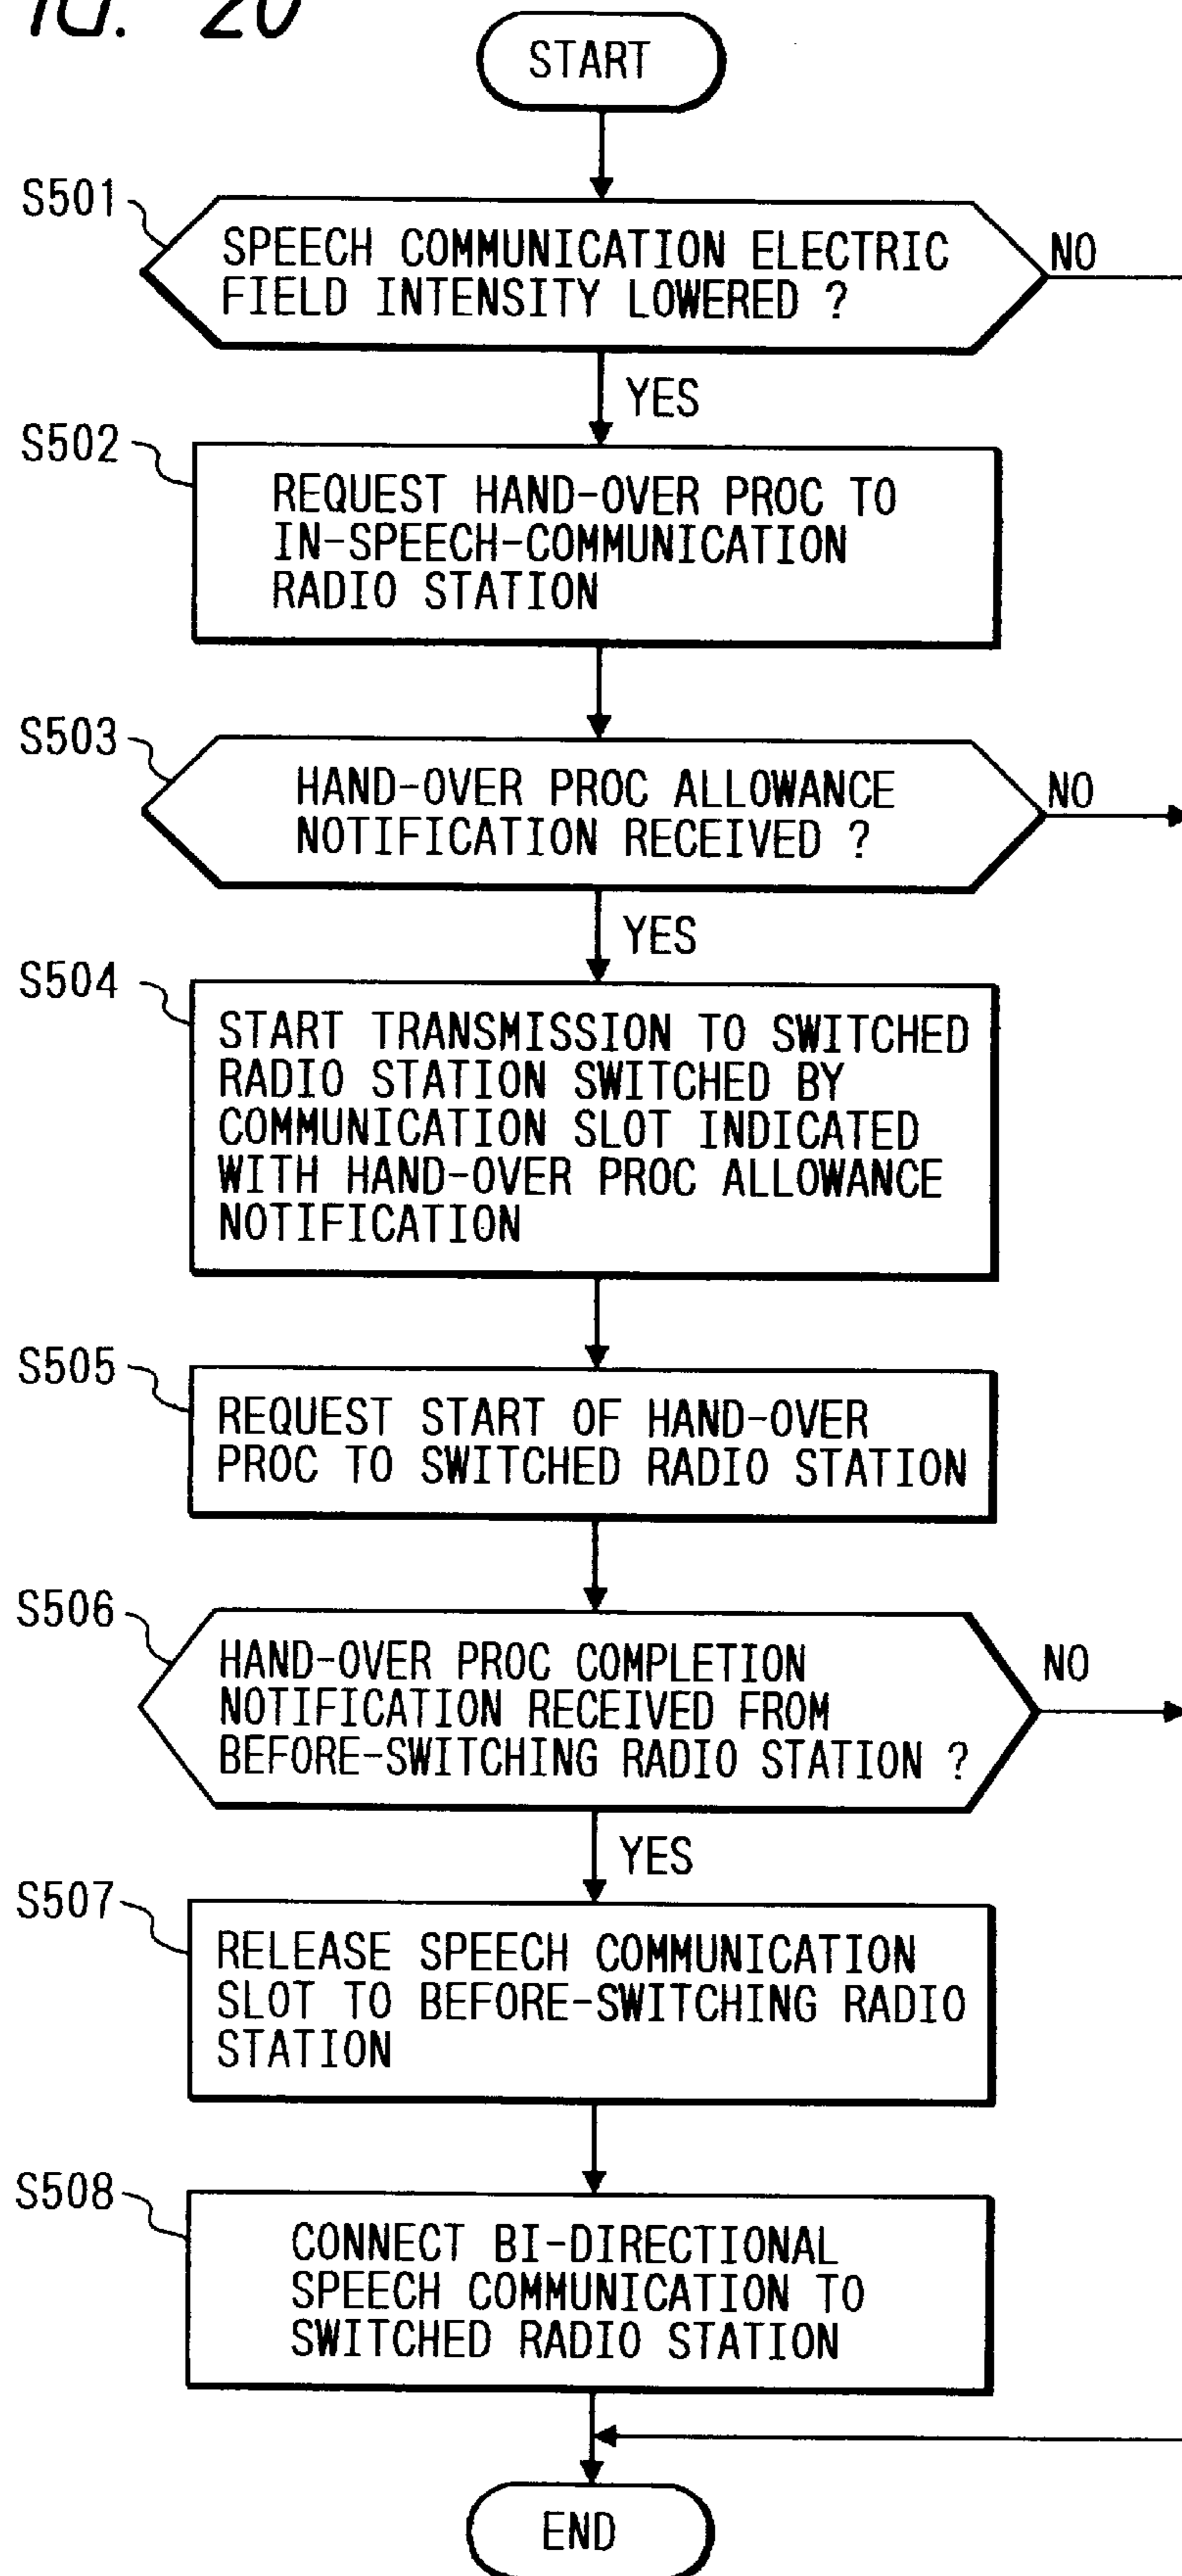 IG. 20
START
S501
SPEECH COMMUNICATION ELECTRIC
FIELD INTENSITY LOWERED ?
NO
YES
S502
REQUEST HAND-OVER PROC TO
IN-SPEECH-COMMUNICATION
RADIO STATION
S503
HAND-OVER PROC ALLOWANCE
NOTIFICATION RECEIVED ?
NO
YES
S504
START TRANSMISSION TO SWITCHED
RADIO STATION SWITCHED BY
COMMUNICATION SLOT INDICATED
WITH HAND-OVER PROC ALLOWANCE
NOTIFICATION
S505
REQUEST START OF HAND-OVER
PROC TO SWITCHED RADIO STATION
S506
HAND-OVER PROC COMPLETION
NOTIFICATION RECEIVED FROM
BEFORE-SWITCHING RADIO STATION ?
NO
YES
S507
RELEASE SPEECH COMMUNICATION
SLOT TO BEFORE-SWITCHING RADIO
STATION
S508
CONNECT BI-DIRECTIONAL
SPEECH COMMUNICATION TO
SWITCHED RADIO STATION
END